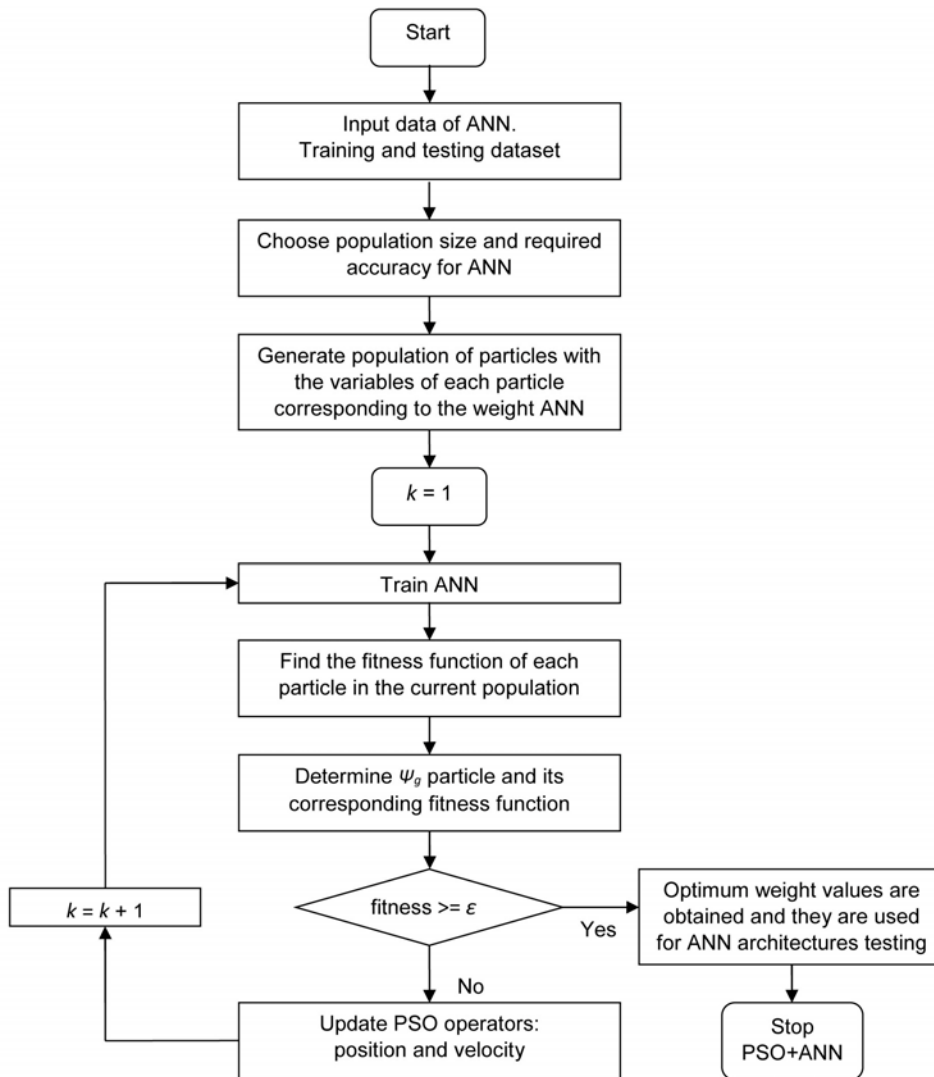 Start
Input data of ANN.
Training and testing dataset
Choose population size and required
accuracy for ANN
Generate population of particles with
the variables of each particle
corresponding to the weight ANN
k = 1
Train ANN
Find the fitness function of each
particle in the current population
Determine Ψg particle and its
corresponding fitness function
k = k + 1
fitness >= ε
Yes
Optimum weight values are
obtained and they are used
for ANN architectures testing
No
Update PSO operators:
position and velocity
Stop
PSO+ANN